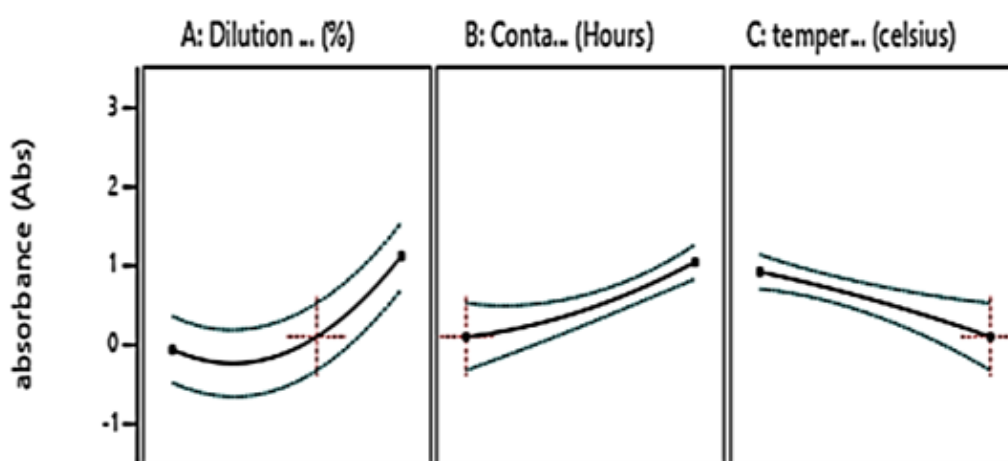 A: Dilution ... (%)
B: Conta... (Hours)
C: temper... (celsius)
absorbance (Abs)
3
2
1
0
-1